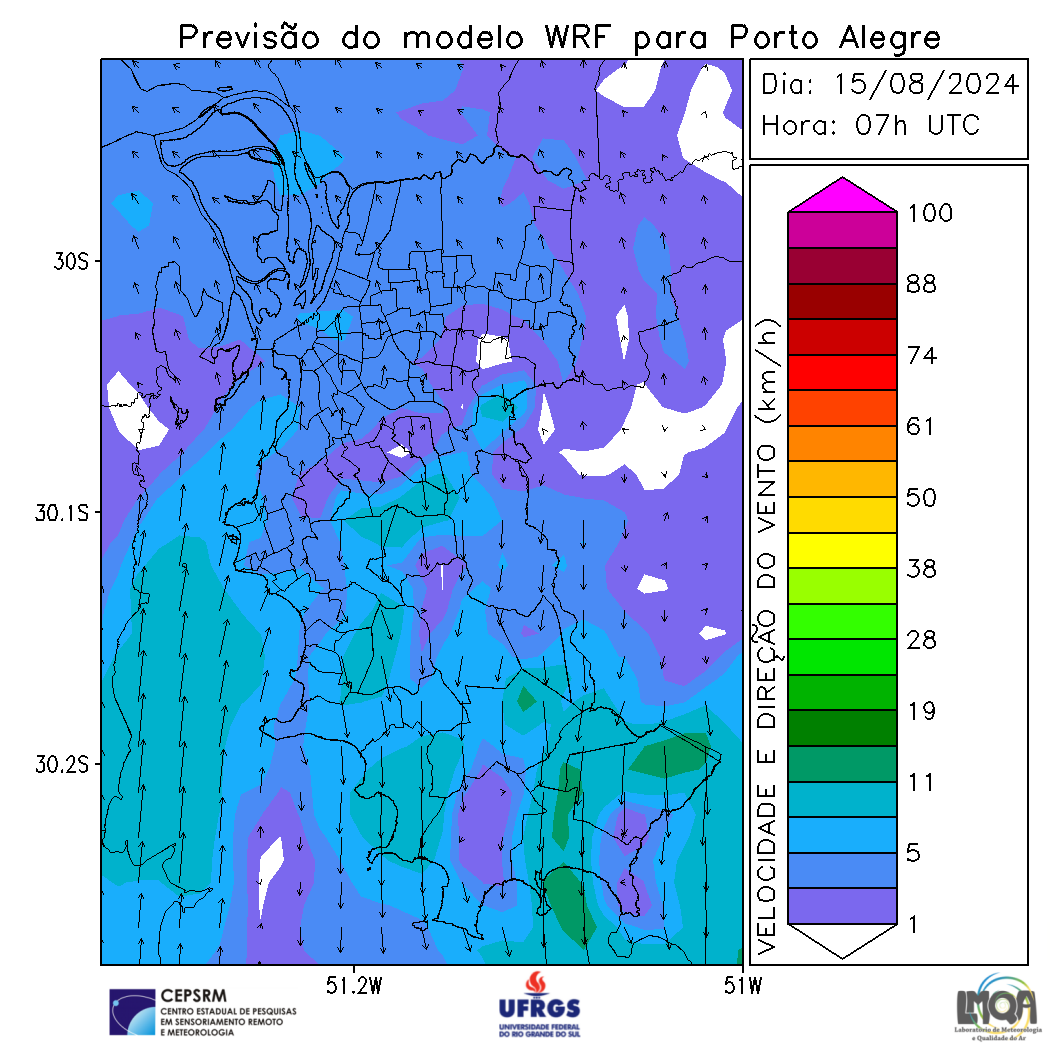 Previsão do modelo WRF para Porto Alegre
Dia: 15/08/2024
Hora: 07h UTC
30S
30.1S
30.2S
51.2W
51W
VELOCIDADE E DIREÇÃO DO VENTO (km/h)
100
88
74
61
50
38
28
19
11
5
1
CEPSRM
CENTRO ESTADUAL DE PESQUISAS
EM SENSORIAMENTO REMOTO
E METEOROLOGIA
UFRGS
UNIVERSIDADE FEDERAL
DO RIO GRANDE DO SUL
LMQA
Laboratório de Meteorologia
e Qualidade do Ar